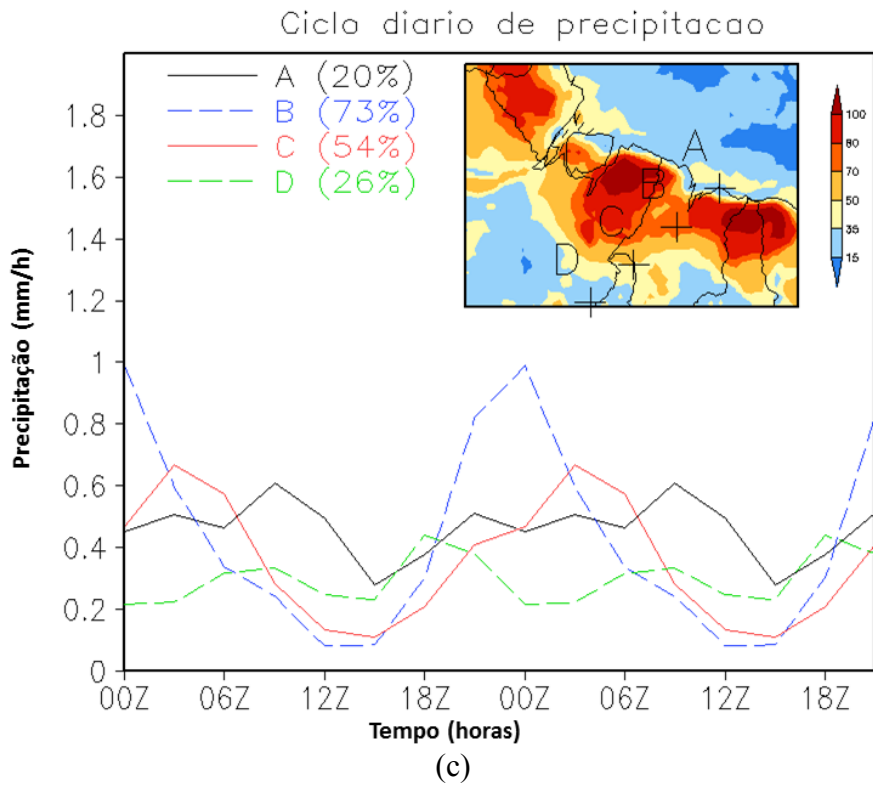 Ciclo diario de precipitacao
A (20%)
B (73%)
C (54%)
D (26%)
A
B
C
D
100
80
70
50
35
15
1.8
1.6
1.4
1.2
1
0.8
0.6
0.4
0.2
0
Precipitação (mm/h)
00Z 06Z 12Z 18Z 00Z 06Z 12Z 18Z
Tempo (horas)
(c)